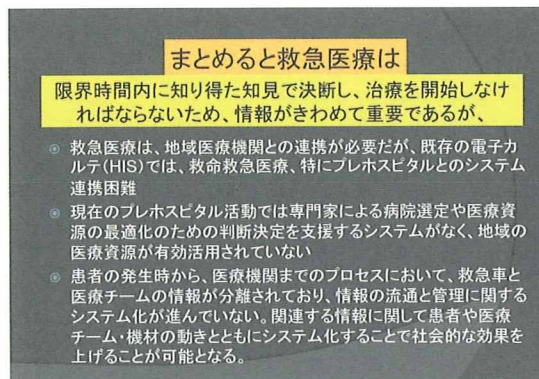 まとめると救急医療は
限界時間内に知り得た知見で決断し、治療を開始しなけ
ればならないため、情報がきわめて重要であるが、
救急医療は、地域医療機関との連携が必要だが、既存の電子カ
ルテ(HIS)では、救命救急医療、特にプレホスピタルとのシステム
連携困難
現在のプレホスピタル活動では専門家による病院選定や医療資
源の最適化のための判断決定を支援するシステムがなく、地域の
医療資源が有効活用されていない
患者の発生時から、医療機関までのプロセスにおいて、救急車と
医療チームの情報が分離されており、情報の流通と管理に関する
システム化が進んでいない。関連する情報に関して患者や医療
チーム・機材の動きとともにシステム化することで社会的な効果を
上げることが可能となる。